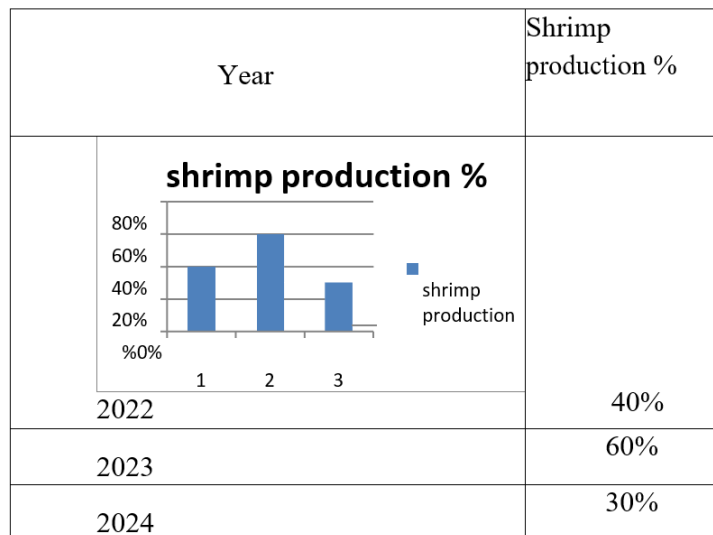 Year
Shrimp
production %
shrimp production %
80%
60%
40%
20%
%0%
1 2 3
shrimp
production
2022 40%
2023 60%
2024 30%